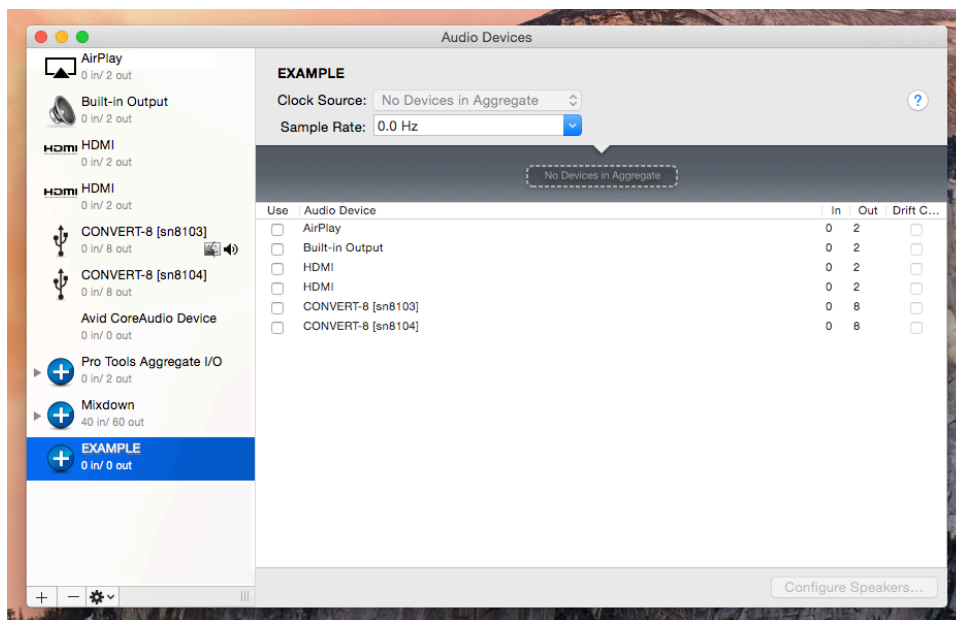 Audio Devices
AirPlay
0 in/ 2 out
Built-in Output
0 in/ 2 out
HDMI HDMI
0 in/ 2 out
HDMI HDMI
0 in/ 2 out
CONVERT-8 [sn8103]
0 in/ 8 out
CONVERT-8 [sn8104]
0 in/ 8 out
Avid CoreAudio Device
0 in/ 0 out
Pro Tools Aggregate I/O
0 in/ 2 out
Mixdown
40 in/ 60 out
EXAMPLE
0 in/ 0 out
+ −
EXAMPLE
Clock Source: No Devices in Aggregate
?
Sample Rate: 0.0 Hz
No Devices in Aggregate
Use Audio Device In Out Drift C...
AirPlay 0 2
Built-in Output 0 2
HDMI 0 2
HDMI 0 2
CONVERT-8 [sn8103] 0 8
CONVERT-8 [sn8104] 0 8
Configure Speakers...